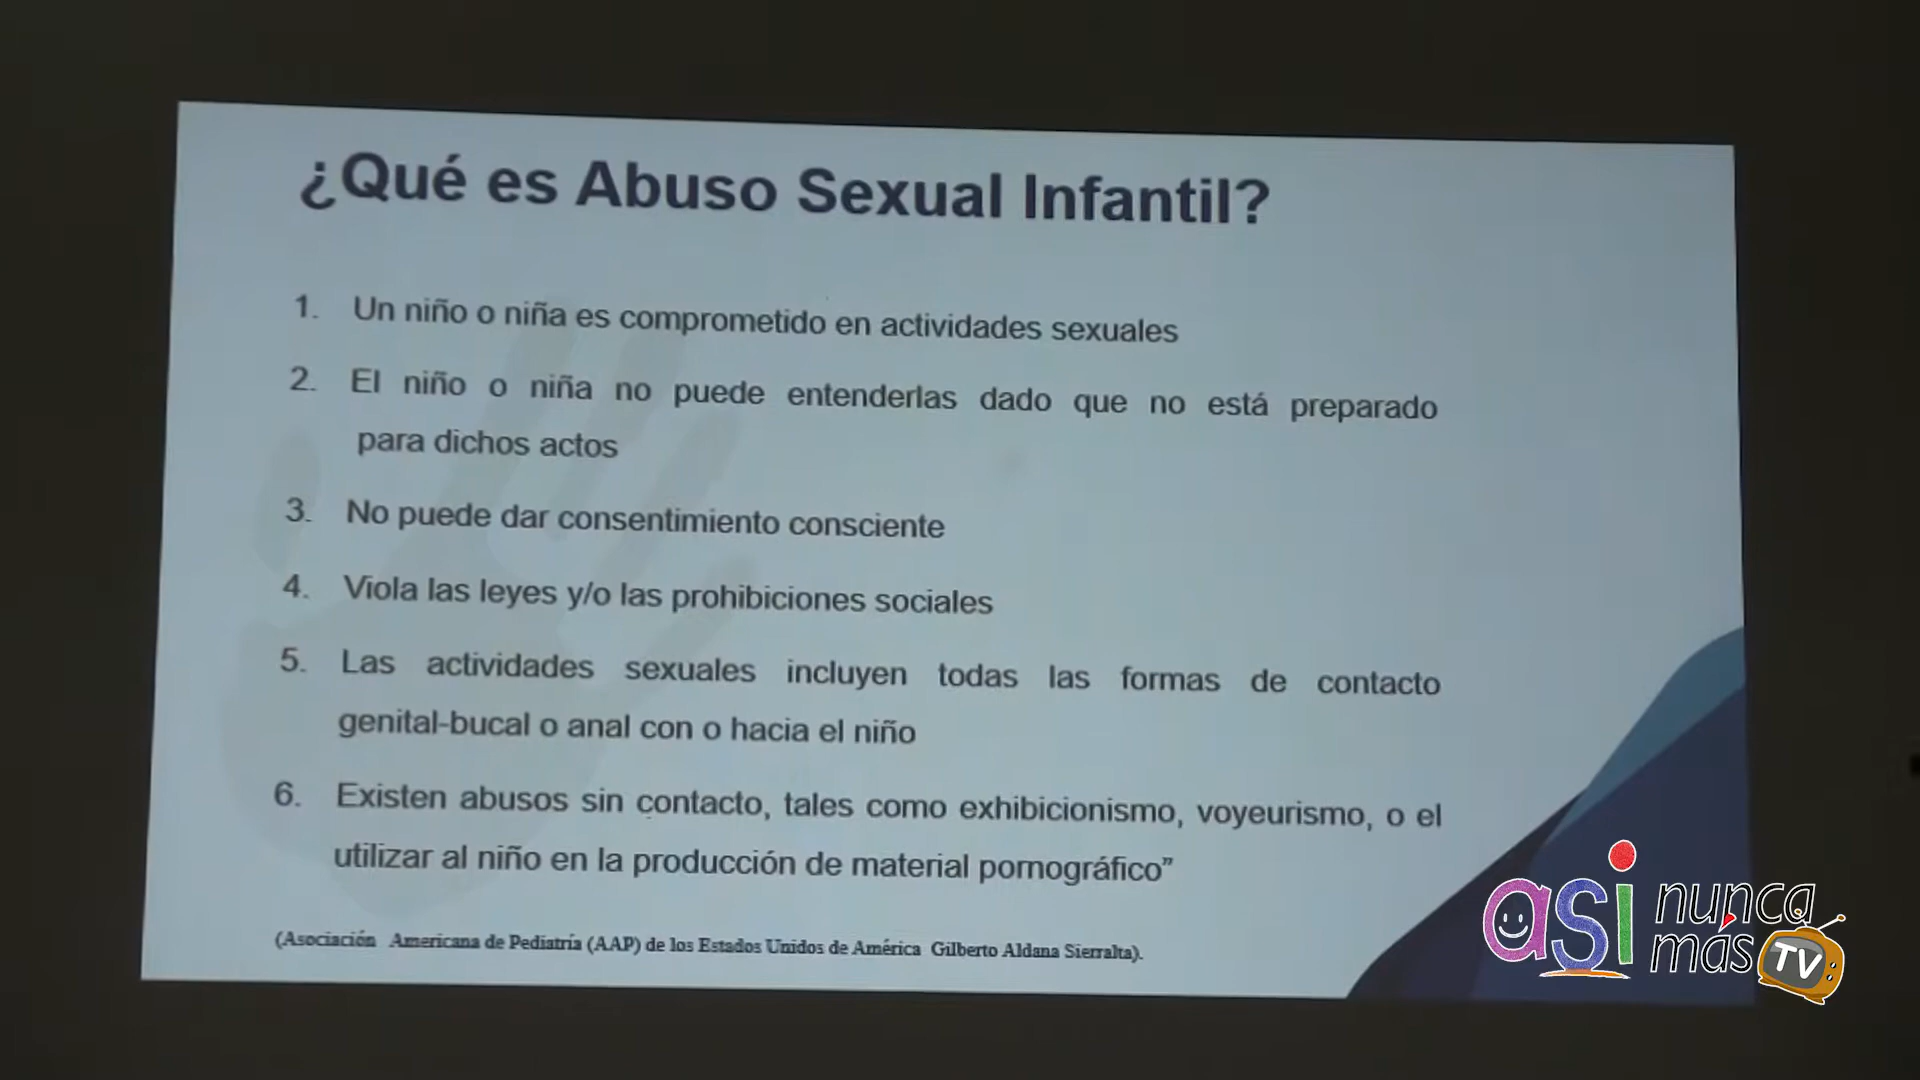 ¿Qué es Abuso Sexual Infantil?
1. Un niño o niña es comprometido en actividades sexuales
2. El niño o niña no puede entenderlas dado que no está preparado
para dichos actos
3. No puede dar consentimiento consciente
4. Viola las leyes y/o las prohibiciones sociales
5. Las actividades sexuales incluyen todas las formas de contacto
genital-bucal o anal con o hacia el niño
6. Existen abusos sin contacto, tales como exhibicionismo, voyeurismo, o el
utilizar al niño en la producción de material pornográfico”
(Asociación Americana de Pediatría (AAP) de los Estados Unidos de América Gilberto Aldana Sierralta).
asi nunca
más TV